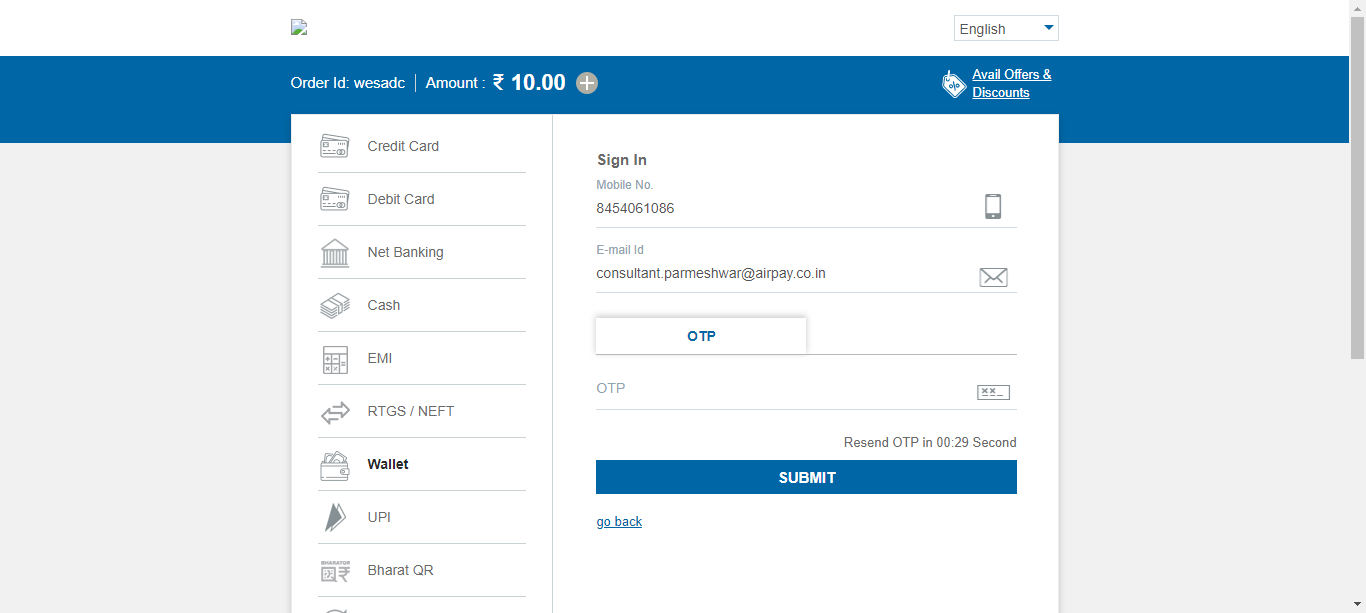 English
Order Id: wesadc
Amount : ₹ 10.00
Avail Offers &
Discounts
Credit Card
Debit Card
Net Banking
Cash
EMI
RTGS / NEFT
Wallet
UPI
Bharat QR
Sign In
Mobile No.
8454061086
E-mail Id
consultant.parmeshwar@airpay.co.in
OTP
OTP
Resend OTP in 00:29 Second
SUBMIT
go back